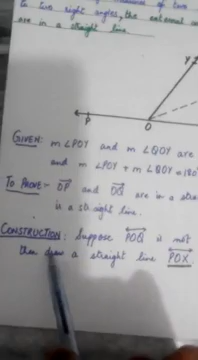 of two
to two right angles, the external
are in a straight line.
Y
P
O
GIVEN: m∠POY and m∠QOY are
and m∠POY + m∠QOY = 180°
TO PROVE:- OP and OQ are in a
is a straight line.
CONSTRUCTION: Suppose POQ is not
then draw a straight line POX.